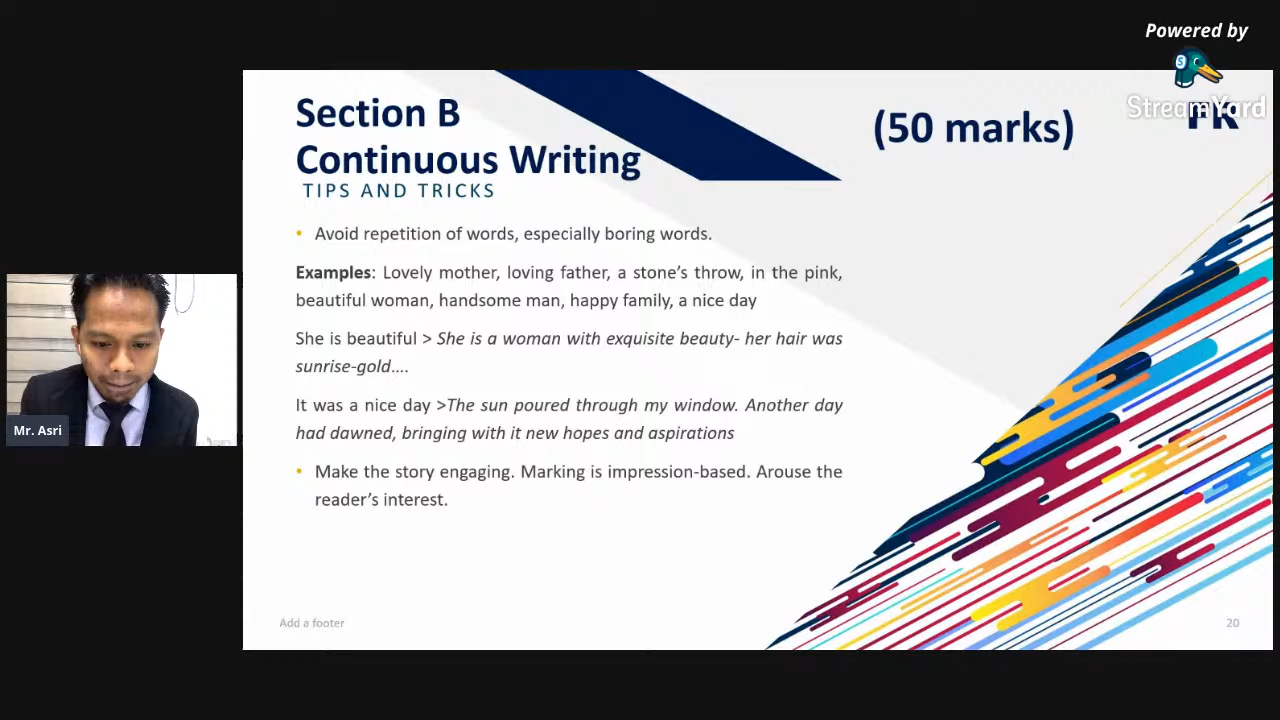 Powered by
StreamYard
Section B
(50 marks)
Continuous Writing
TIPS AND TRICKS
• Avoid repetition of words, especially boring words.
Examples: Lovely mother, loving father, a stone’s throw, in the pink,
beautiful woman, handsome man, happy family, a nice day
She is beautiful > She is a woman with exquisite beauty- her hair was
sunrise-gold....
It was a nice day >The sun poured through my window. Another day
had dawned, bringing with it new hopes and aspirations
• Make the story engaging. Marking is impression-based. Arouse the
reader’s interest.
Mr. Asri
Add a footer
20